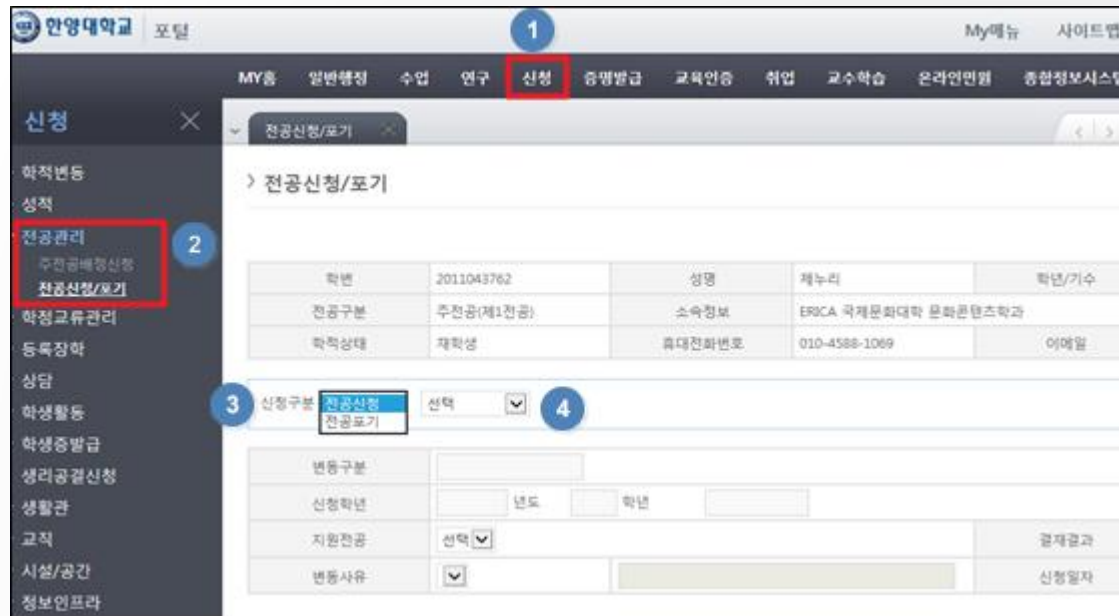 한양대학교 포털
1
My메뉴 사이트맵
MY홈 일반행정 수업 연구 신청 증명발급 교육인증 취업 교수학습 온라인민원 종합정보시스템
신청
전공신청/포기
학적변동
성적
전공관리
2
주전공배정신청
전공신청/포기
학점교류관리
등록장학
상담
학생활동
학생증발급
생리공결신청
생활관
교직
시설/공간
정보인프라
전공신청/포기
학번 2011043762 성명 제누리 학년/기수
전공구분 주전공(제1전공) 소속정보 ERICA 국제문화대학 문화콘텐츠학과
학적상태 재학생 휴대전화번호 010-4588-1069 이메일
3 신청구분 전공신청 선택 4
전공포기
변동구분
신청학년 년도 학년
지원전공 선택 결재결과
변동사유 신청일자